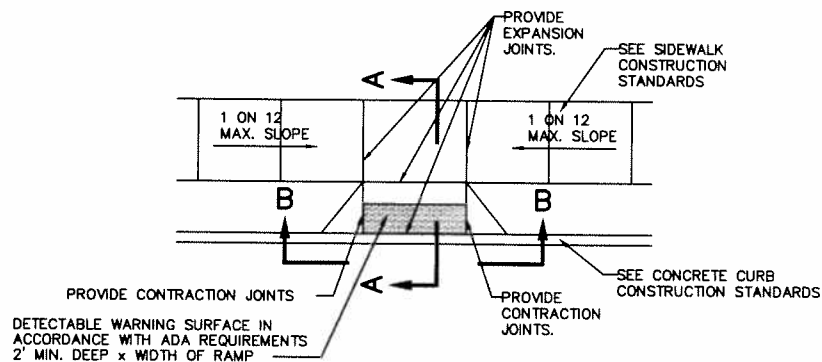 PROVIDE
EXPANSION
JOINTS.
SEE SIDEWALK
CONSTRUCTION
STANDARDS
A
1 ON 12
MAX. SLOPE
1 ON 12
MAX. SLOPE
B
B
A
SEE CONCRETE CURB
CONSTRUCTION STANDARDS
PROVIDE CONTRACTION JOINTS
PROVIDE
CONTRACTION
JOINTS.
DETECTABLE WARNING SURFACE IN
ACCORDANCE WITH ADA REQUIREMENTS
2' MIN. DEEP x WIDTH OF RAMP